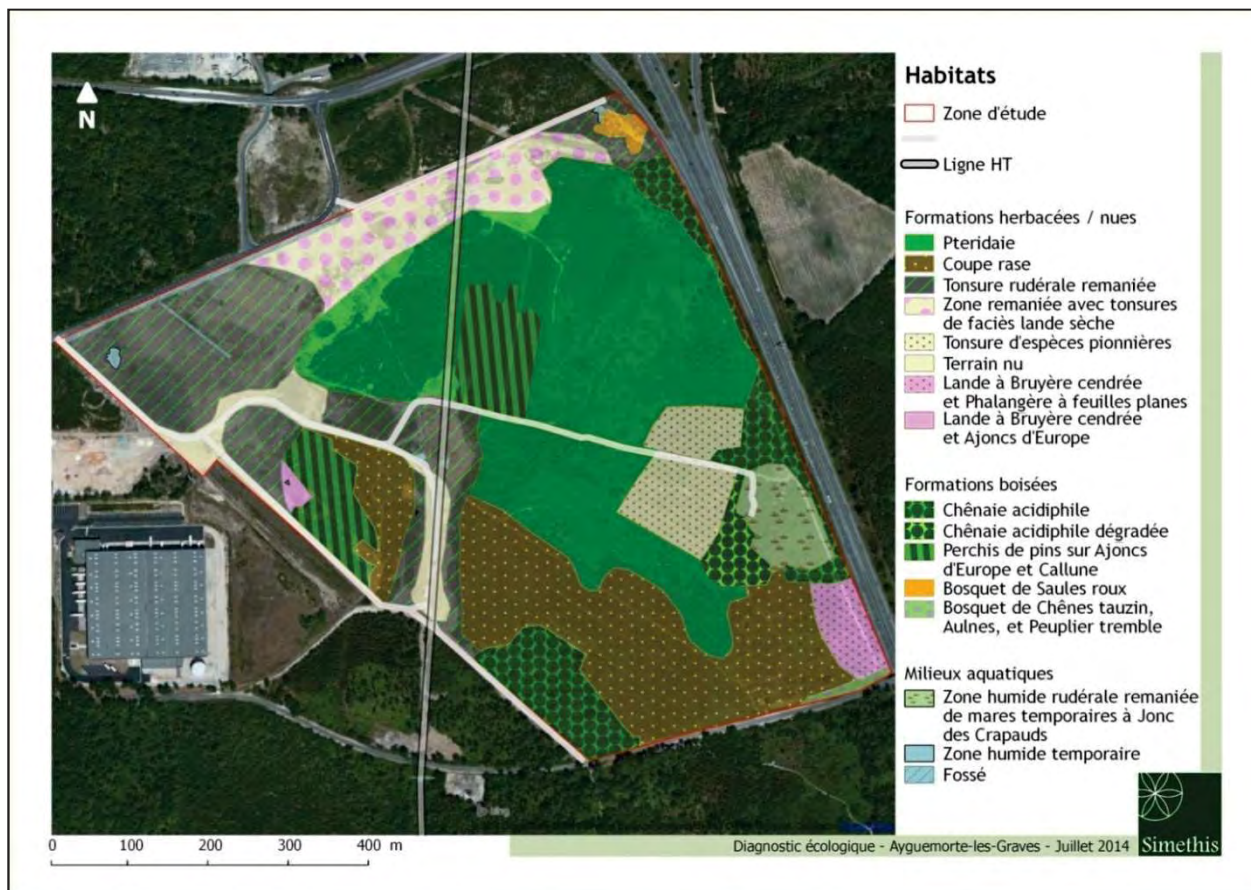 N
Habitats
Zone d'étude
Ligne HT
Formations herbacées / nues
Pteridaie
Coupe rase
Tonsure rudérale remaniée
Zone remaniée avec tonsures
de faciès lande sèche
Tonsure d'espèces pionnières
Terrain nu
Lande à Bruyère cendrée
et Phalangère à feuilles planes
Lande à Bruyère cendrée
et Ajoncs d'Europe
Formations boisées
Chênaie acidiphile
Chênaie acidiphile dégradée
Perchis de pins sur Ajoncs
d'Europe et Callune
Bosquet de Saules roux
Bosquet de Chênes tauzin,
Aulnes, et Peuplier tremble
Milieux aquatiques
Zone humide rudérale remaniée
de mares temporaires à Jonc
des Crapauds
Zone humide temporaire
Fossé
0 100 200 300 400 m
Diagnostic écologique - Ayguemorte-les-Graves - Juillet 2014
Simethis